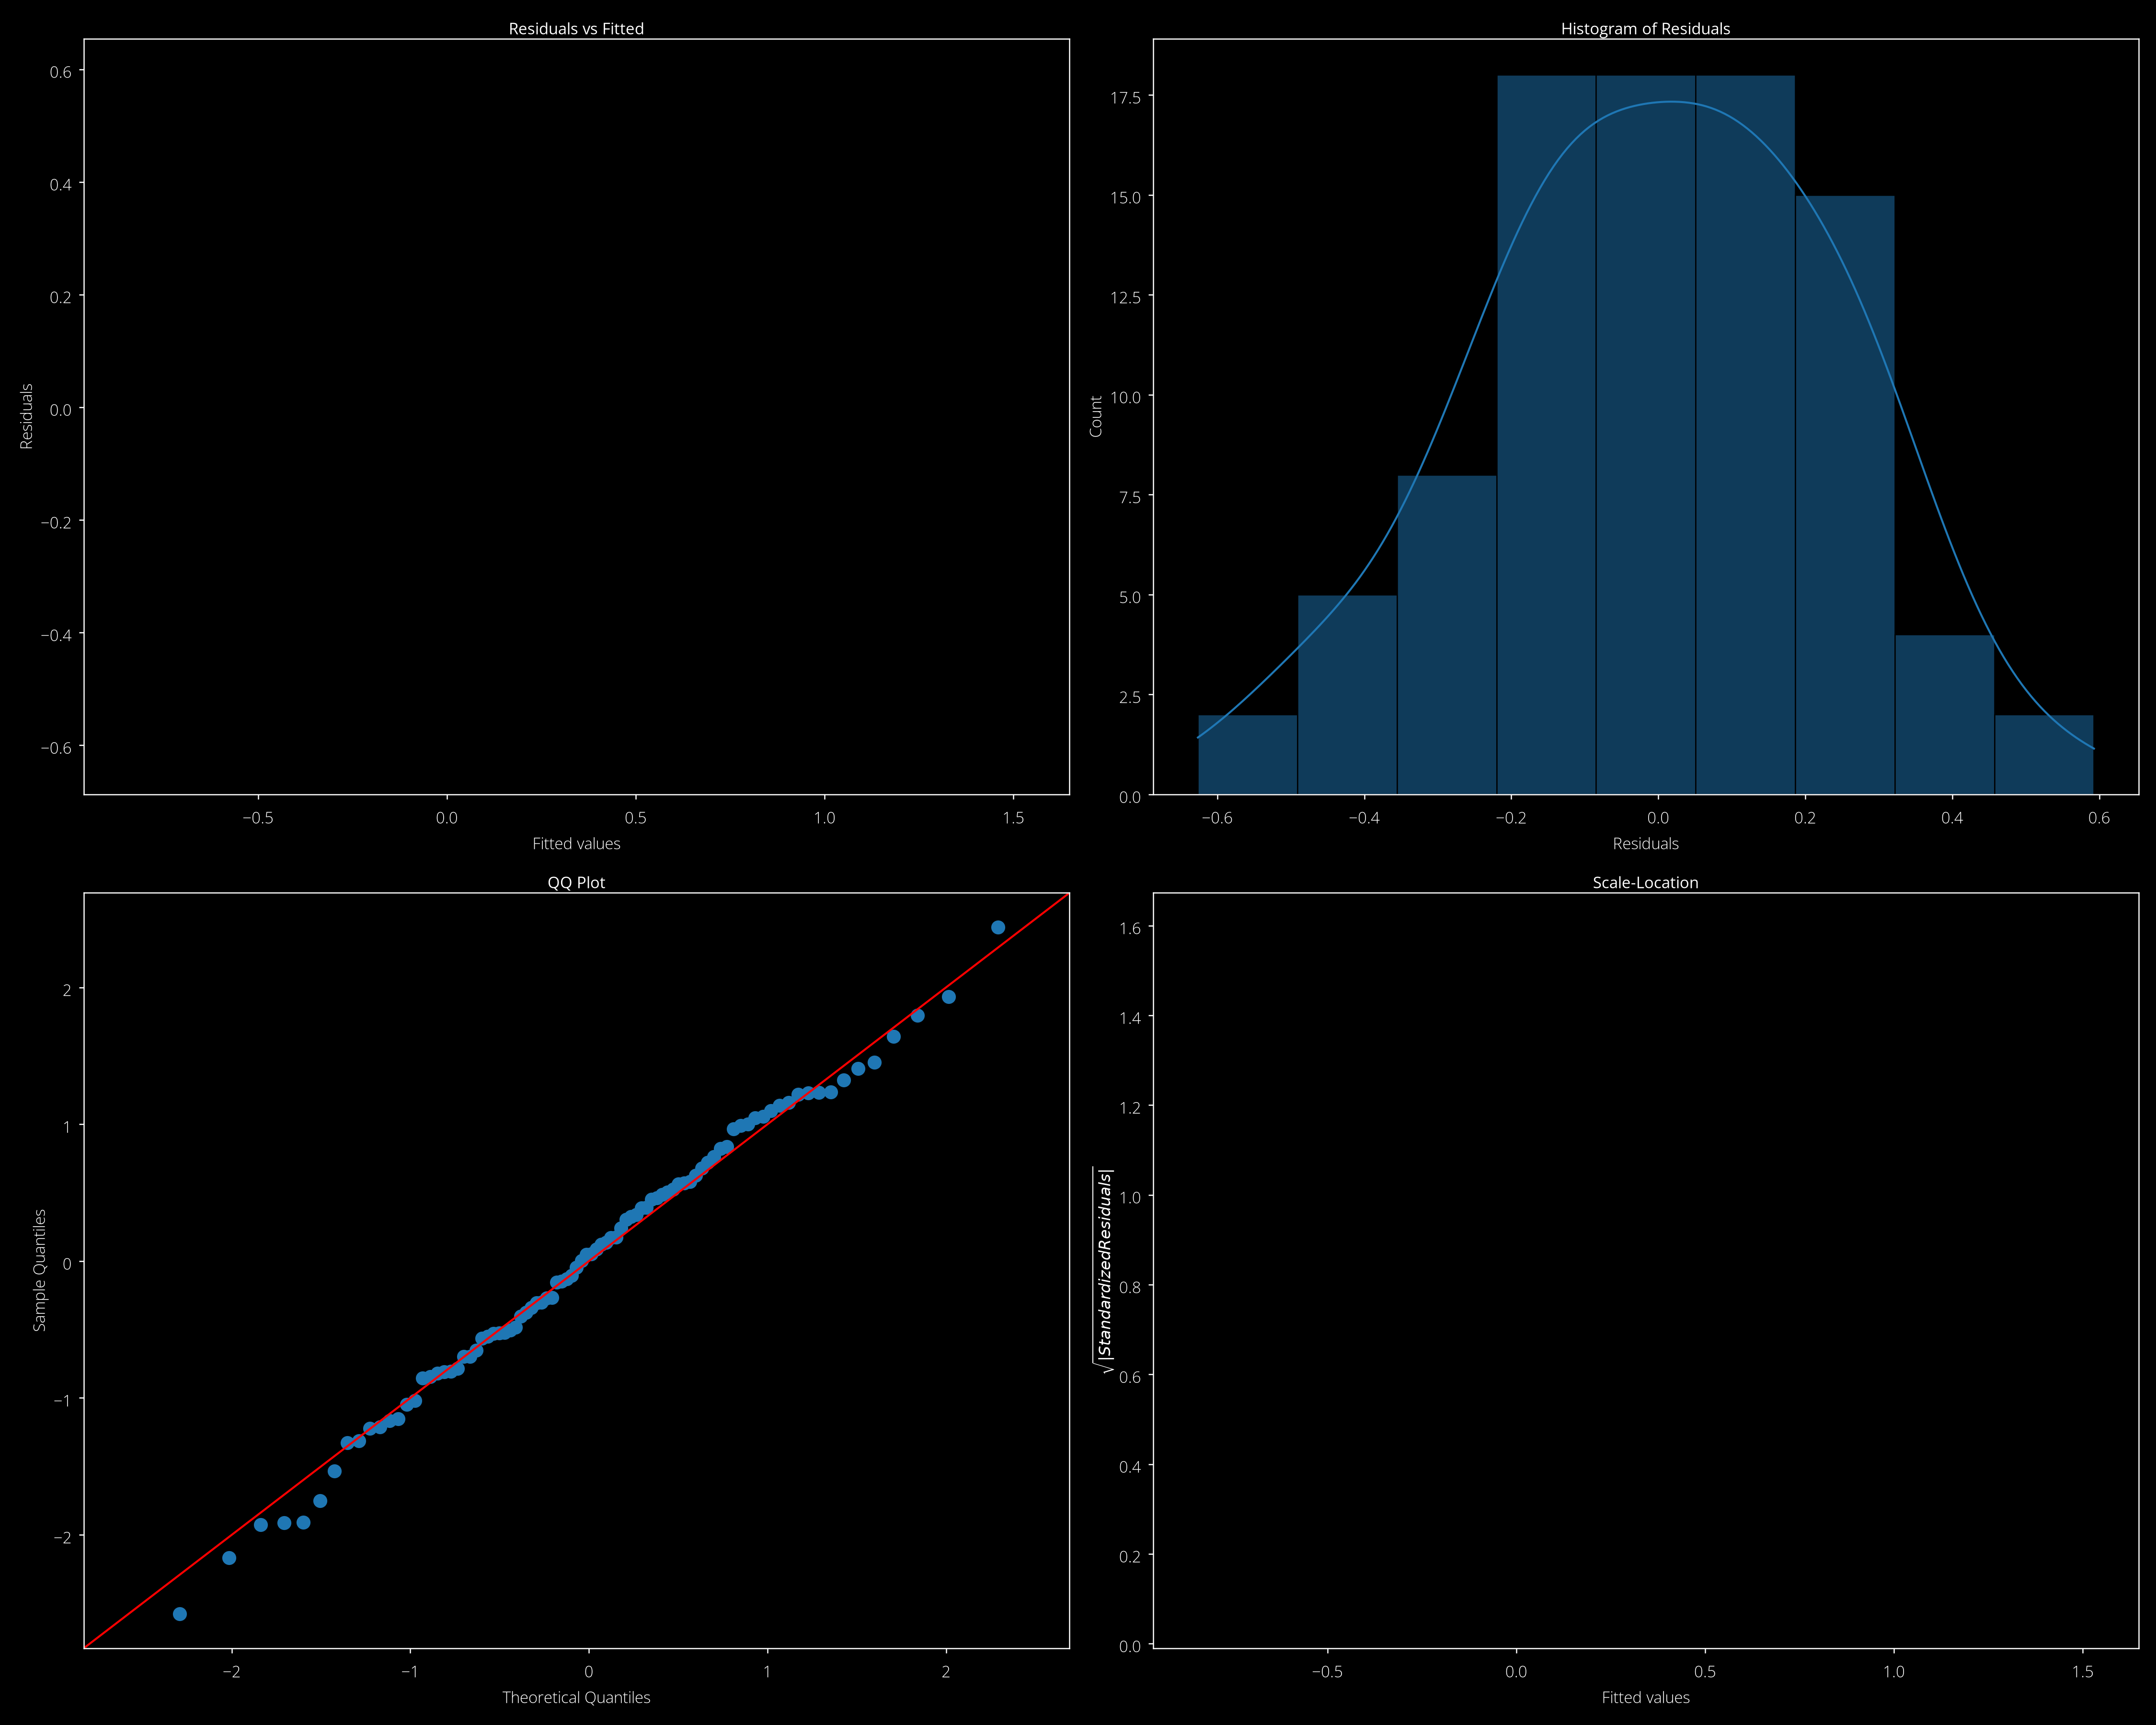 Residuals vs Fitted
0.6
0.4
0.2
0.0
−0.2
−0.4
−0.6
Residuals
−0.5 0.0 0.5 1.0 1.5
Fitted values
Histogram of Residuals
17.5
15.0
12.5
10.0
7.5
5.0
2.5
0.0
Count
−0.6 −0.4 −0.2 0.0 0.2 0.4 0.6
Residuals
QQ Plot
2
1
0
−1
−2
Sample Quantiles
−2 −1 0 1 2
Theoretical Quantiles
Scale-Location
1.6
1.4
1.2
1.0
0.8
0.6
0.4
0.2
0.0
√|StandardizedResiduals|
−0.5 0.0 0.5 1.0 1.5
Fitted values